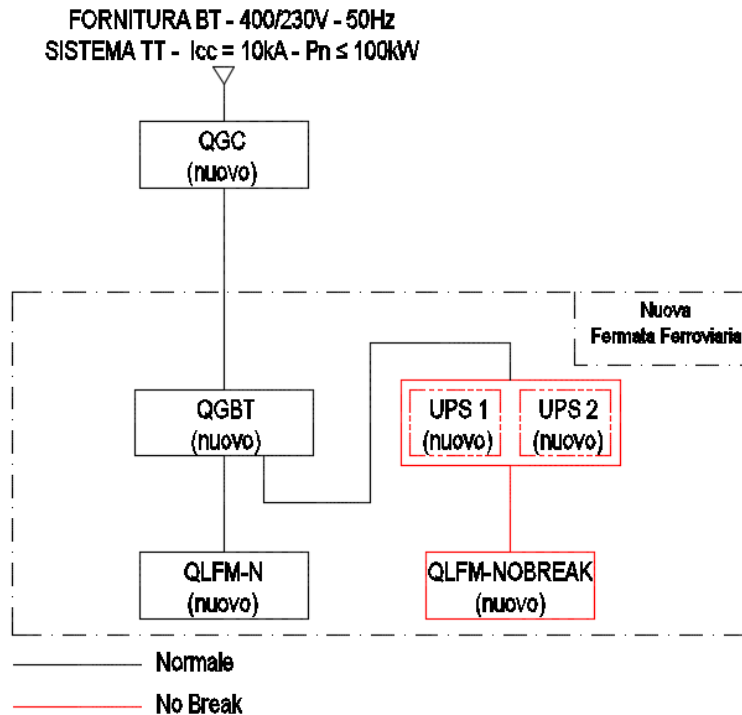 FORNITURA BT - 400/230V - 50Hz
SISTEMA TT - Icc = 10kA - Pn ≤ 100kW
QGC
(nuovo)
Nuova
Fermata Ferroviaria
QGBT
(nuovo)
UPS 1
(nuovo)
UPS 2
(nuovo)
QLFM-N
(nuovo)
QLFM-NOBREAK
(nuovo)
Normale
No Break